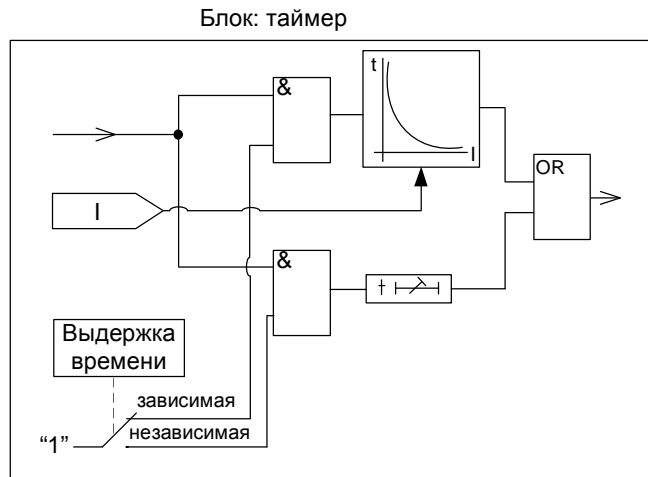 Блок: таймер
&
t
I
OR
I
&
t
Выдержка
времени
зависимая
независимая
“1”